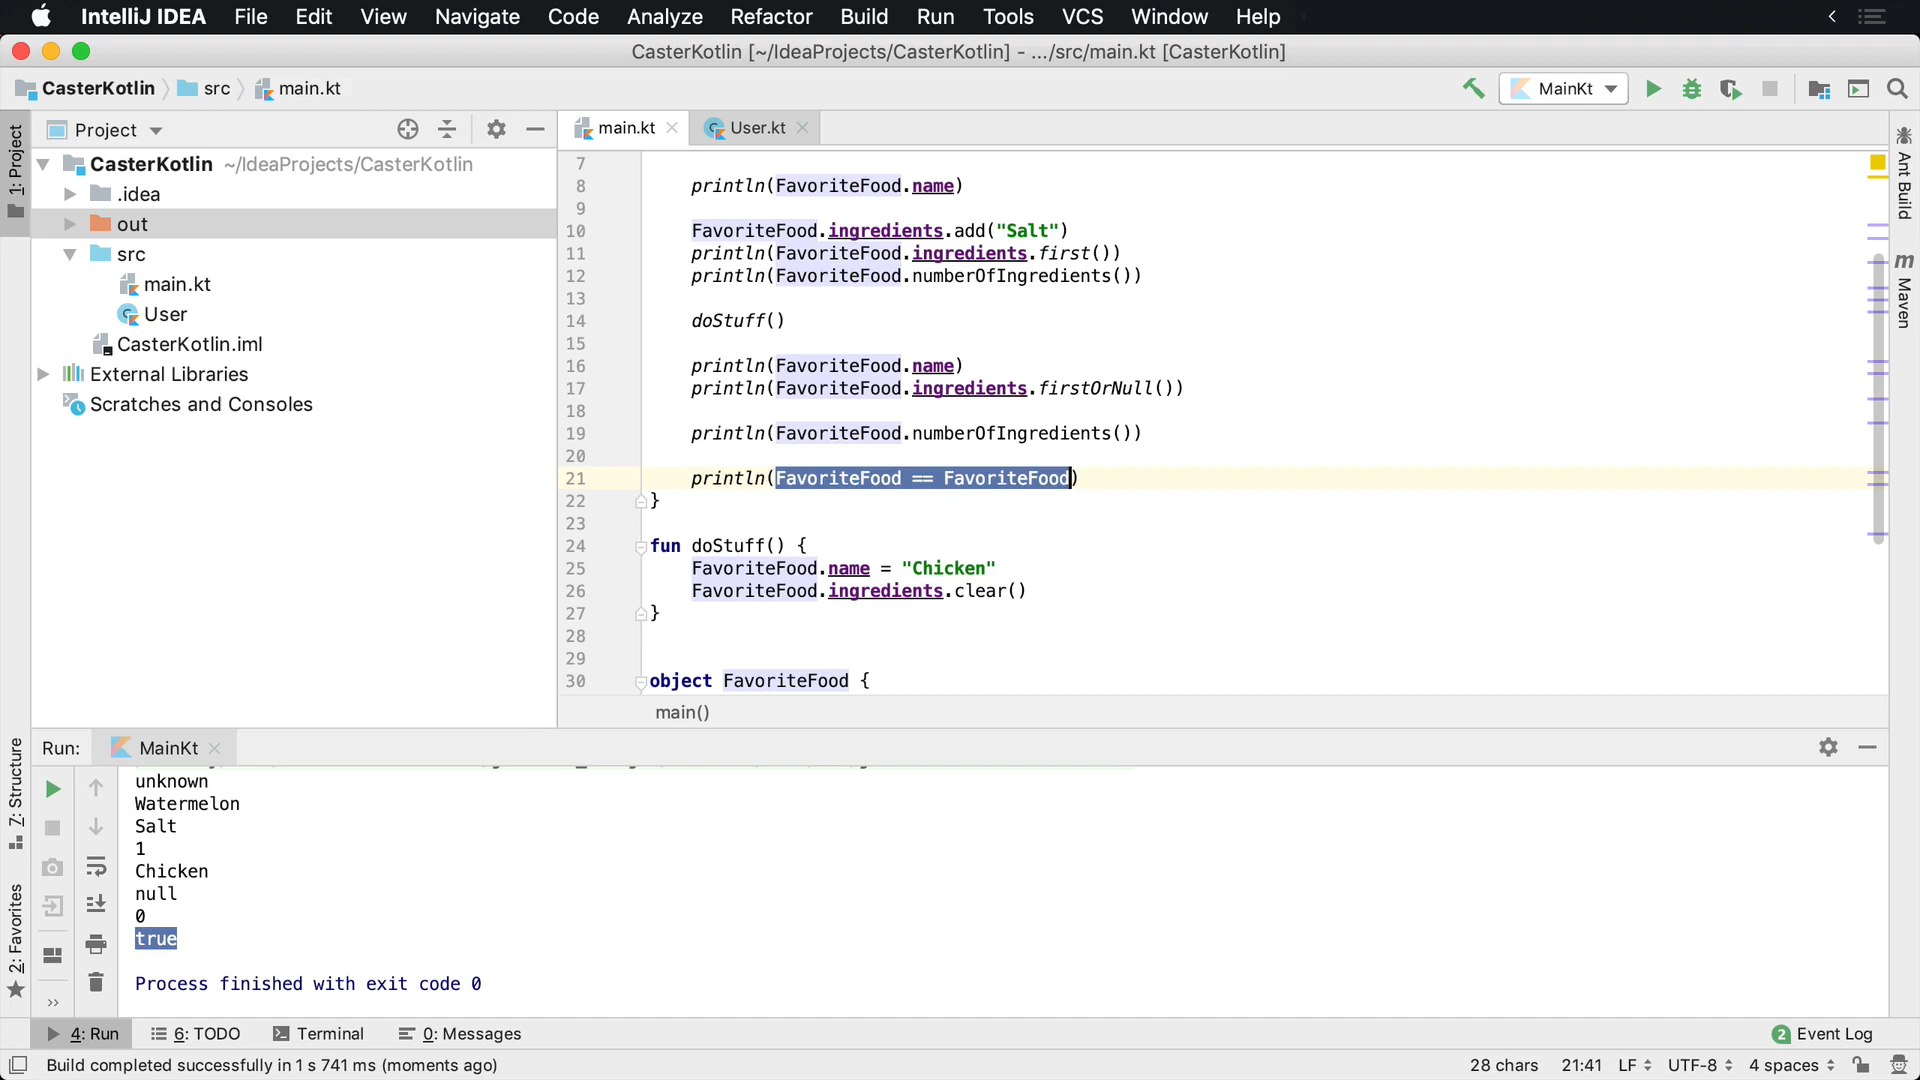 IntelliJ IDEA File Edit View Navigate Code Analyze Refactor Build Run Tools VCS Window Help
CasterKotlin [~/IdeaProjects/CasterKotlin] - .../src/main.kt [CasterKotlin]
CasterKotlin src main.kt
MainKt
1: Project
Project
CasterKotlin ~/IdeaProjects/CasterKotlin
.idea
out
src
main.kt
User
CasterKotlin.iml
External Libraries
Scratches and Consoles
main.kt User.kt
7
8 println(FavoriteFood.name)
9
10 FavoriteFood.ingredients.add("Salt")
11 println(FavoriteFood.ingredients.first())
12 println(FavoriteFood.numberOfIngredients())
13
14 doStuff()
15
16 println(FavoriteFood.name)
17 println(FavoriteFood.ingredients.firstOrNull())
18
19 println(FavoriteFood.numberOfIngredients())
20
21 println(FavoriteFood == FavoriteFood)
22 }
23
24 fun doStuff() {
25 FavoriteFood.name = "Chicken"
26 FavoriteFood.ingredients.clear()
27 }
28
29
30 object FavoriteFood {
main()
Ant Build
m Maven
Z: Structure
2: Favorites
Run: MainKt
unknown
Watermelon
Salt
1
Chicken
null
0
true
Process finished with exit code 0
4: Run 6: TODO Terminal 0: Messages
2 Event Log
Build completed successfully in 1 s 741 ms (moments ago)
28 chars 21:41 LF UTF-8 4 spaces